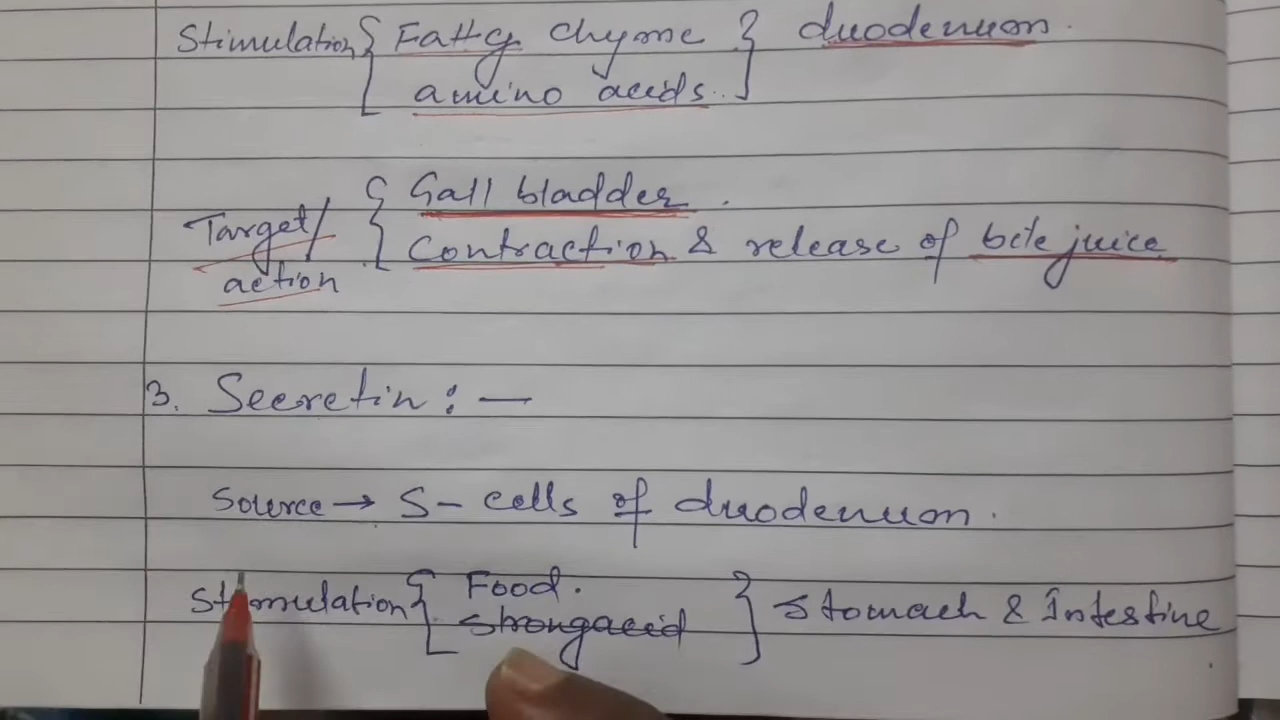 Stimulation { Fatty chyme } duodenum.
amino acids..
Target/ { Gall bladder.
action Contraction & release of bile juice
3. Secretin : —
Source → S- cells of duodenum.
Stimulation { Food. } Stomach & Intestine
Strong acid